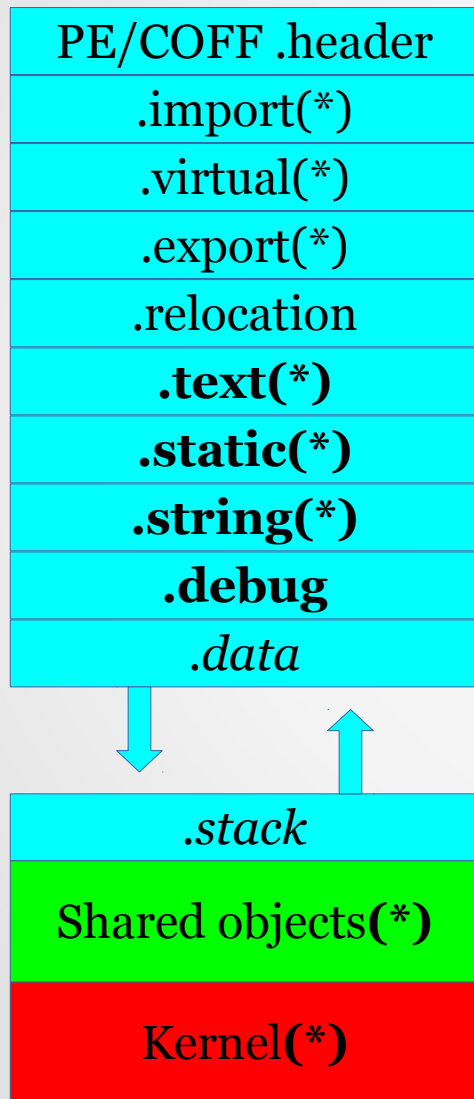 PE/COFF .header
.import(*)
.virtual(*)
.export(*)
.relocation
.text(*)
.static(*)
.string(*)
.debug
.data
.stack
Shared objects(*)
Kernel(*)